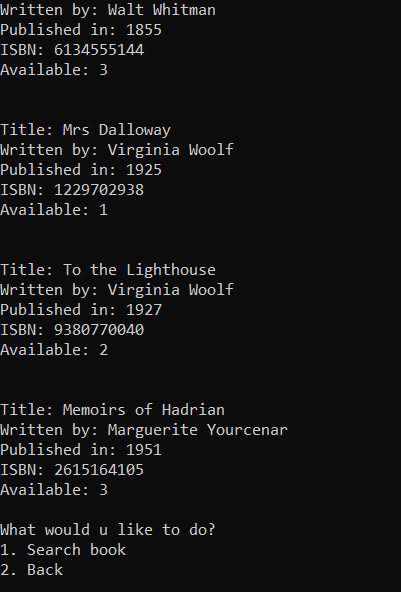 Written by: Walt Whitman
Published in: 1855
ISBN: 6134555144
Available: 3
Title: Mrs Dalloway
Written by: Virginia Woolf
Published in: 1925
ISBN: 1229702938
Available: 1
Title: To the Lighthouse
Written by: Virginia Woolf
Published in: 1927
ISBN: 9380770040
Available: 2
Title: Memoirs of Hadrian
Written by: Marguerite Yourcenar
Published in: 1951
ISBN: 2615164105
Available: 3
What would u like to do?
1. Search book
2. Back